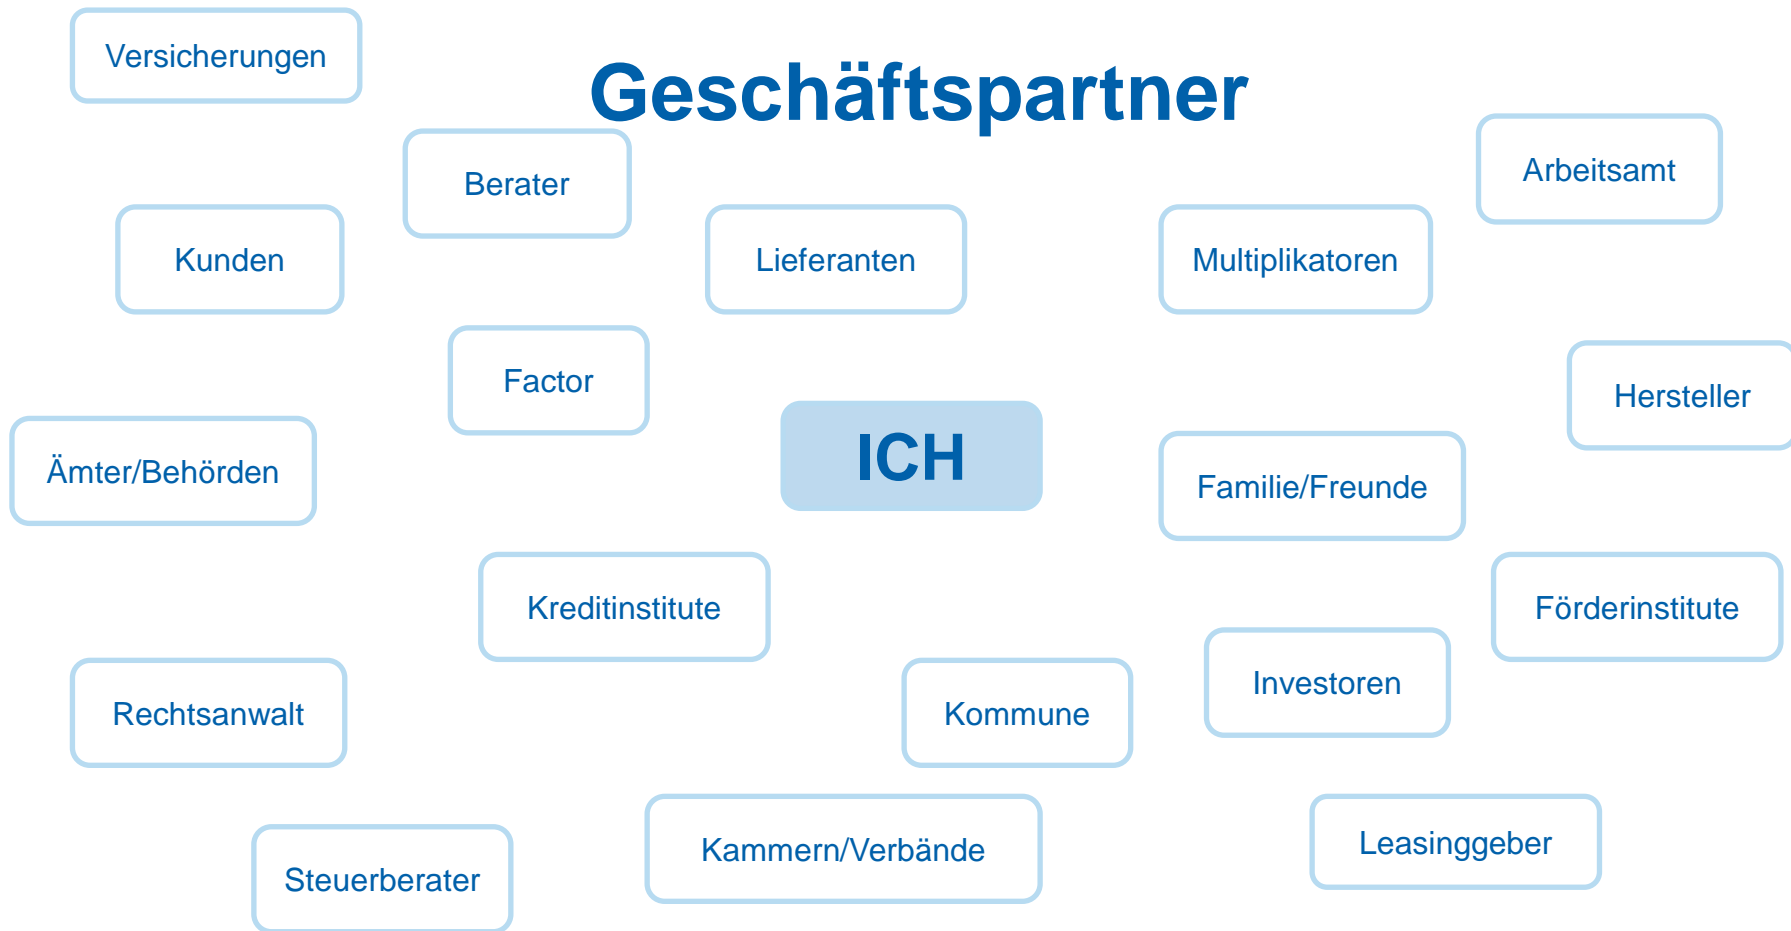 Versicherungen
Geschäftspartner
Berater
Arbeitsamt
Kunden
Lieferanten
Multiplikatoren
Factor
Hersteller
ICH
Ämter/Behörden
Familie/Freunde
Kreditinstitute
Förderinstitute
Investoren
Rechtsanwalt
Kommune
Kammern/Verbände
Leasinggeber
Steuerberater